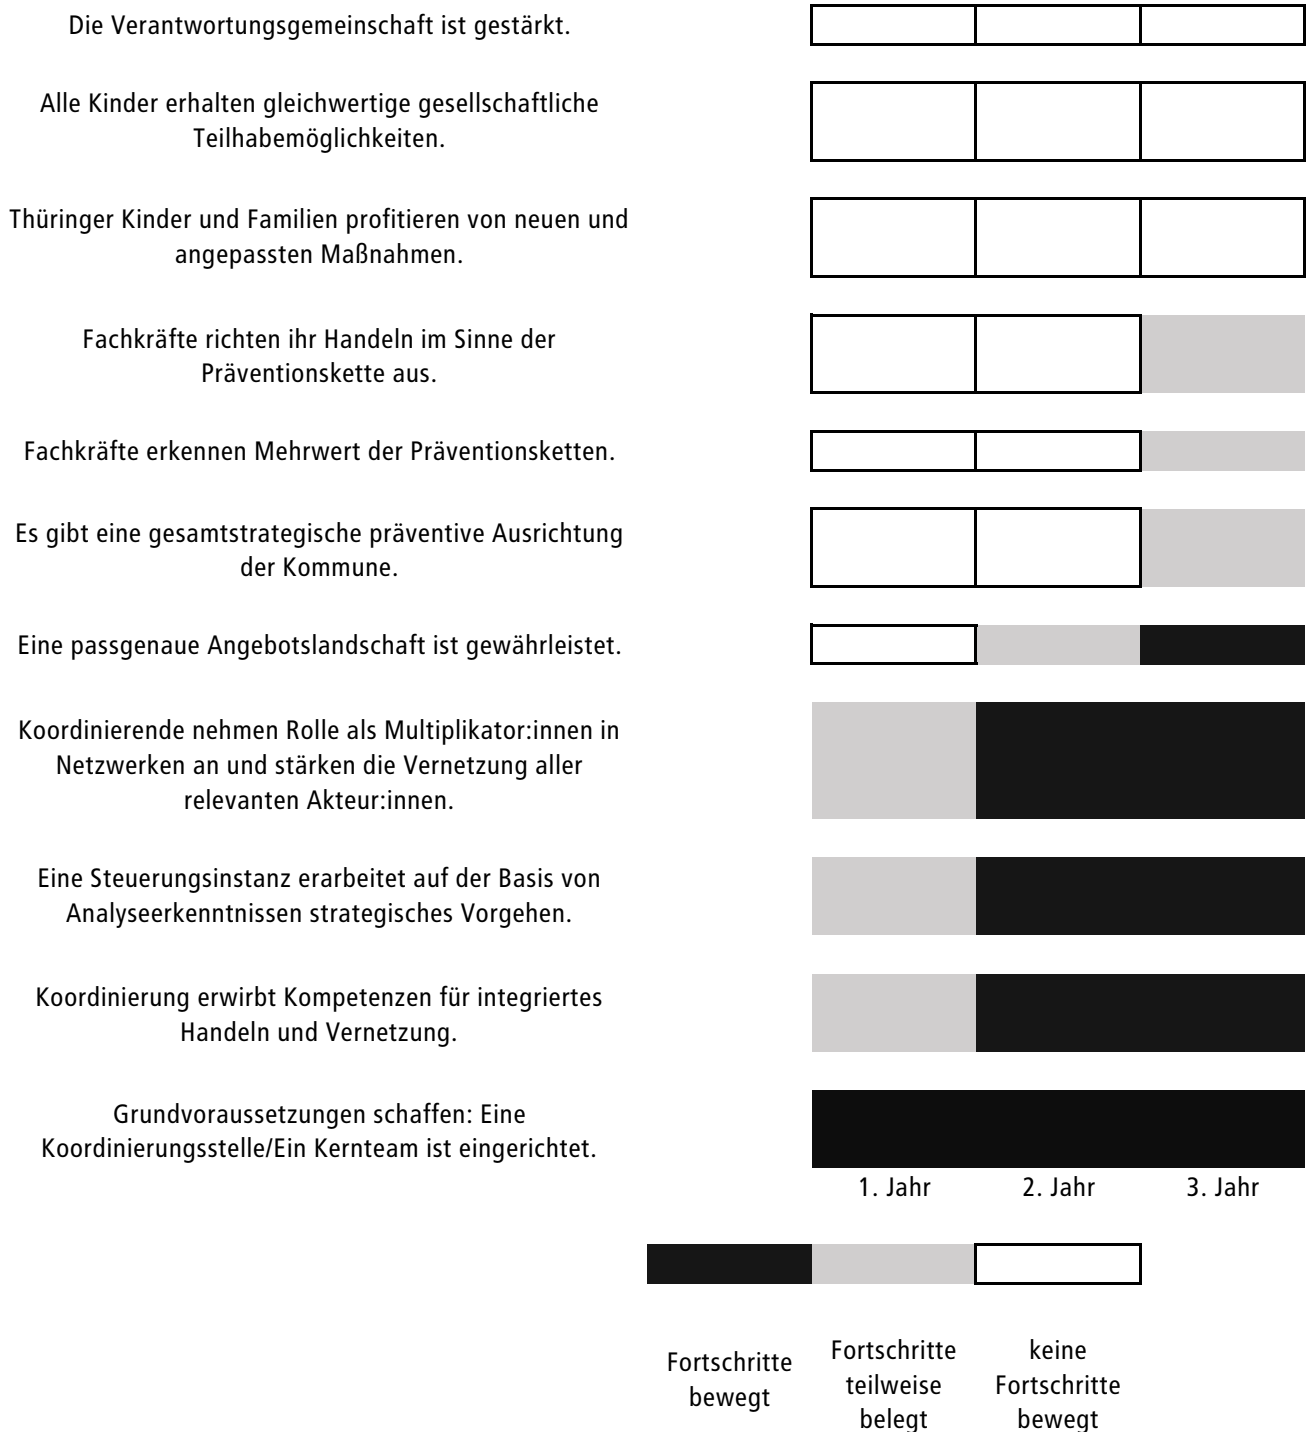 Die Verantwortungsgemeinschaft ist gestärkt.
Alle Kinder erhalten gleichwertige gesellschaftliche
Teilhabemöglichkeiten.
Thüringer Kinder und Familien profitieren von neuen und
angepassten Maßnahmen.
Fachkräfte richten ihr Handeln im Sinne der
Präventionskette aus.
Fachkräfte erkennen Mehrwert der Präventionsketten.
Es gibt eine gesamtstrategische präventive Ausrichtung
der Kommune.
Eine passgenaue Angebotslandschaft ist gewährleistet.
Koordinierende nehmen Rolle als Multiplikator:innen in
Netzwerken an und stärken die Vernetzung aller
relevanten Akteur:innen.
Eine Steuerungsinstanz erarbeitet auf der Basis von
Analyseerkenntnissen strategisches Vorgehen.
Koordinierung erwirbt Kompetenzen für integriertes
Handeln und Vernetzung.
Grundvoraussetzungen schaffen: Eine
Koordinierungsstelle/Ein Kernteam ist eingerichtet.
1. Jahr 2. Jahr 3. Jahr
Fortschritte
bewegt
Fortschritte
teilweise
belegt
keine
Fortschritte
bewegt